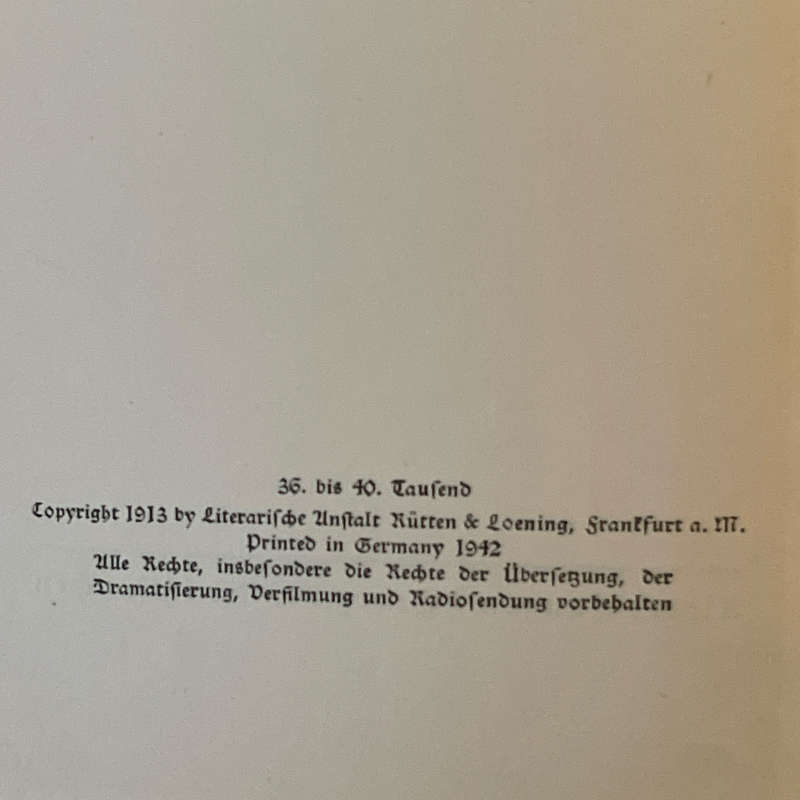 36. bis 40. Tauſend
Copyright 1913 by Literariſche Anſtalt Rütten & Loening, Frankfurt a. M.
Printed in Germany 1942
Alle Rechte, insbeſondere die Rechte der Überſetzung, der
Dramatiſierung, Verfilmung und Radioſendung vorbehalten